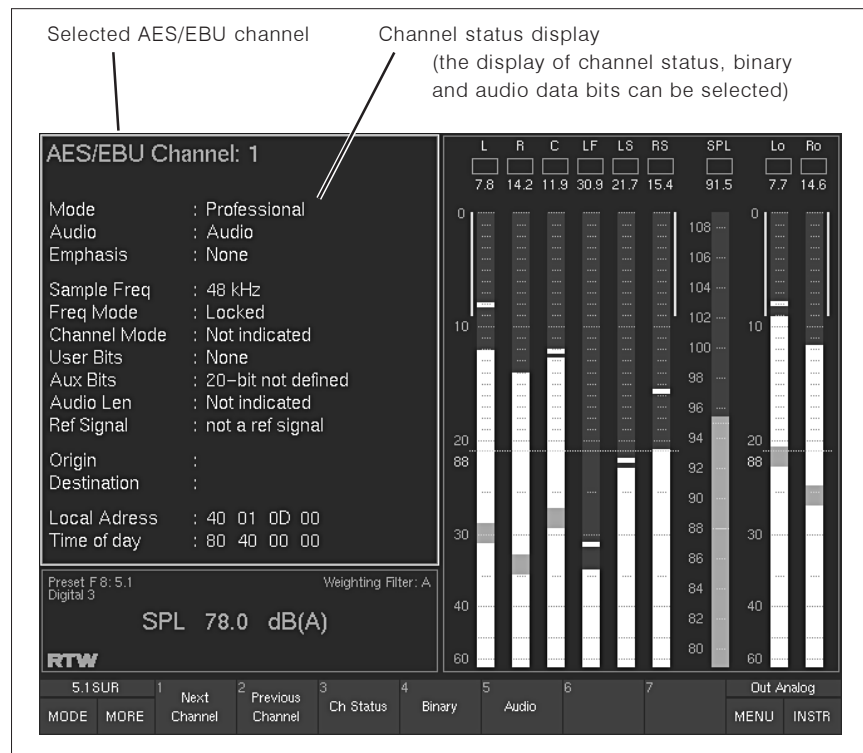 Selected AES/EBU channel
Channel status display
(the display of channel status, binary
and audio data bits can be selected)
AES/EBU Channel: 1
Mode : Professional
Audio : Audio
Emphasis : None
Sample Freq : 48 kHz
Freq Mode : Locked
Channel Mode : Not indicated
User Bits : None
Aux Bits : 20-bit not defined
Audio Len : Not indicated
Ref Signal : not a ref signal
Origin :
Destination :
Local Adress : 40 01 0D 00
Time of day : 80 40 00 00
Preset F 8: 5.1 Weighting Filter: A
Digital 3
SPL 78.0 dB(A)
RTW
L R C LF LS RS SPL Lo Ro
7.8 14.2 11.9 30.9 21.7 15.4 91.5 7.7 14.6
0
10
20
88
30
40
60
108
106
104
102
100
98
96
94
92
90
88
86
84
82
80
0
10
20
88
30
40
60
5.1SUR
MODE MORE
1 Next Channel
2 Previous Channel
3 Ch Status
4 Binary
5 Audio
6
7
Out Analog
MENU INSTR